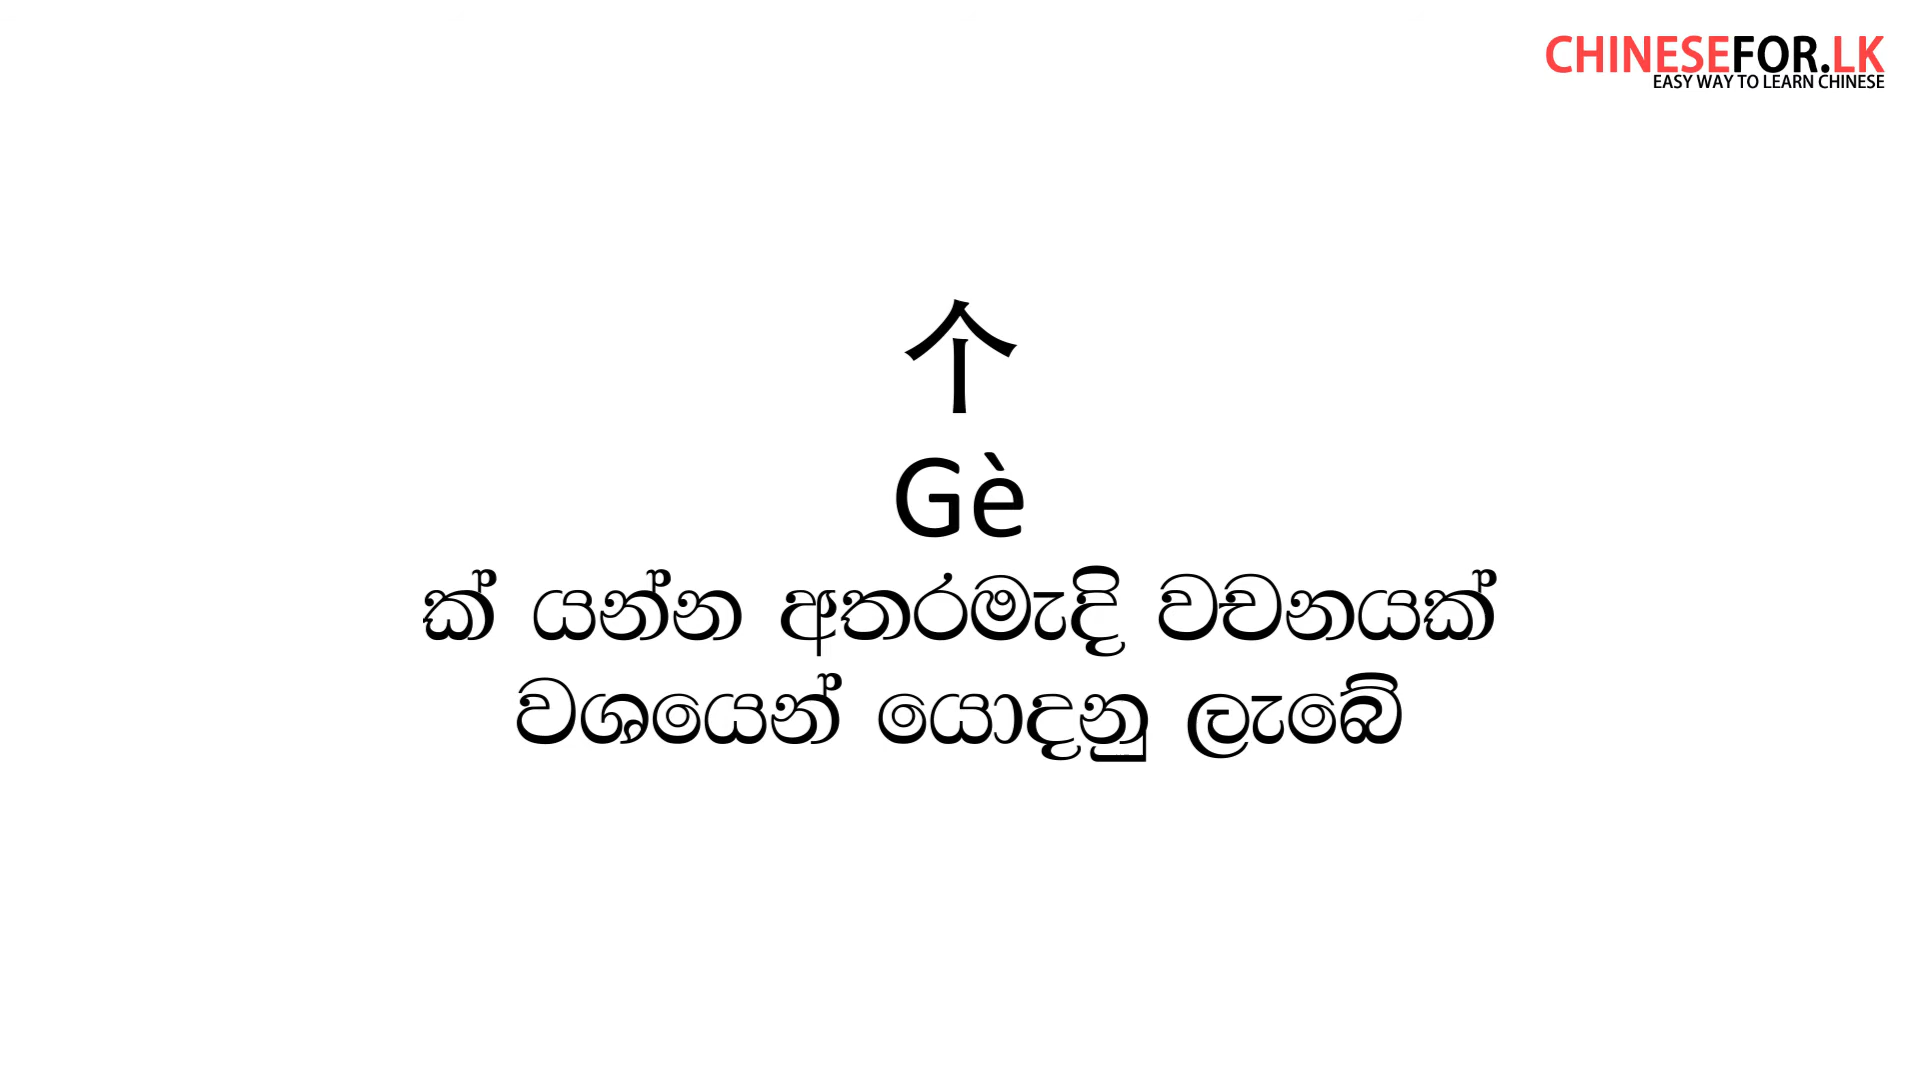 CHINESEFOR.LK
EASY WAY TO LEARN CHINESE
个
Gè
ක් යන්න අතරමැදි වචනයක්
වශයෙන් යොදනු ලැබේ